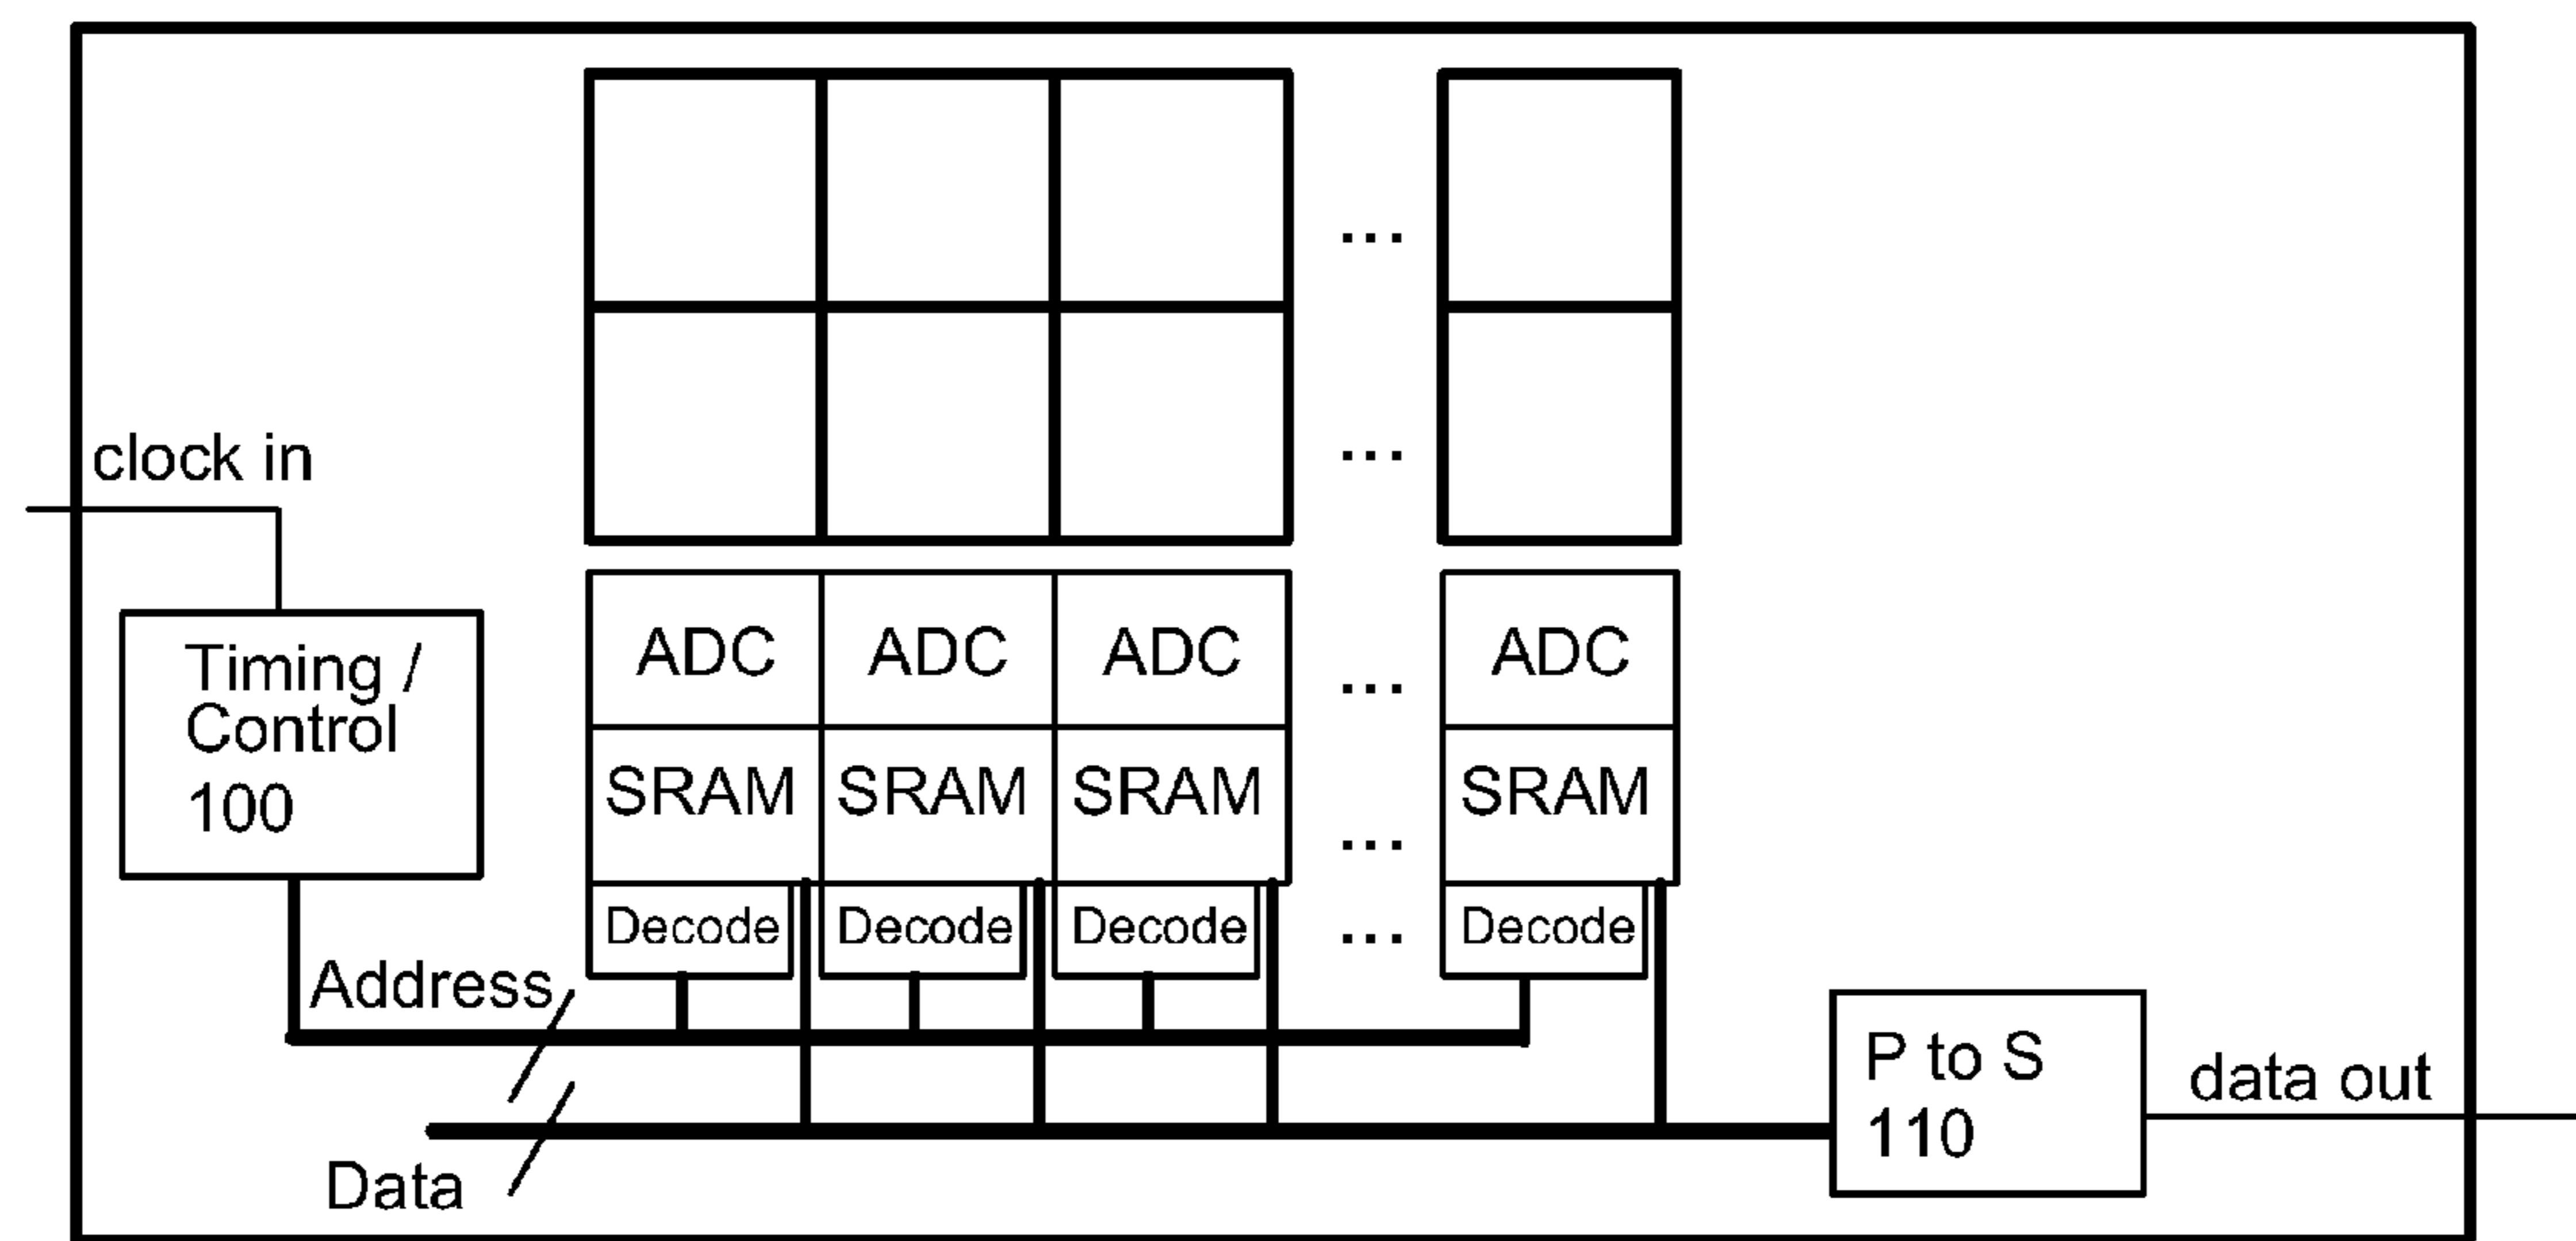 ...
clock in
...
Timing /
Control
100
ADC ADC ADC ... ADC
SRAM SRAM SRAM ... SRAM
Decode Decode Decode ... Decode
Address
P to S
110
data out
Data